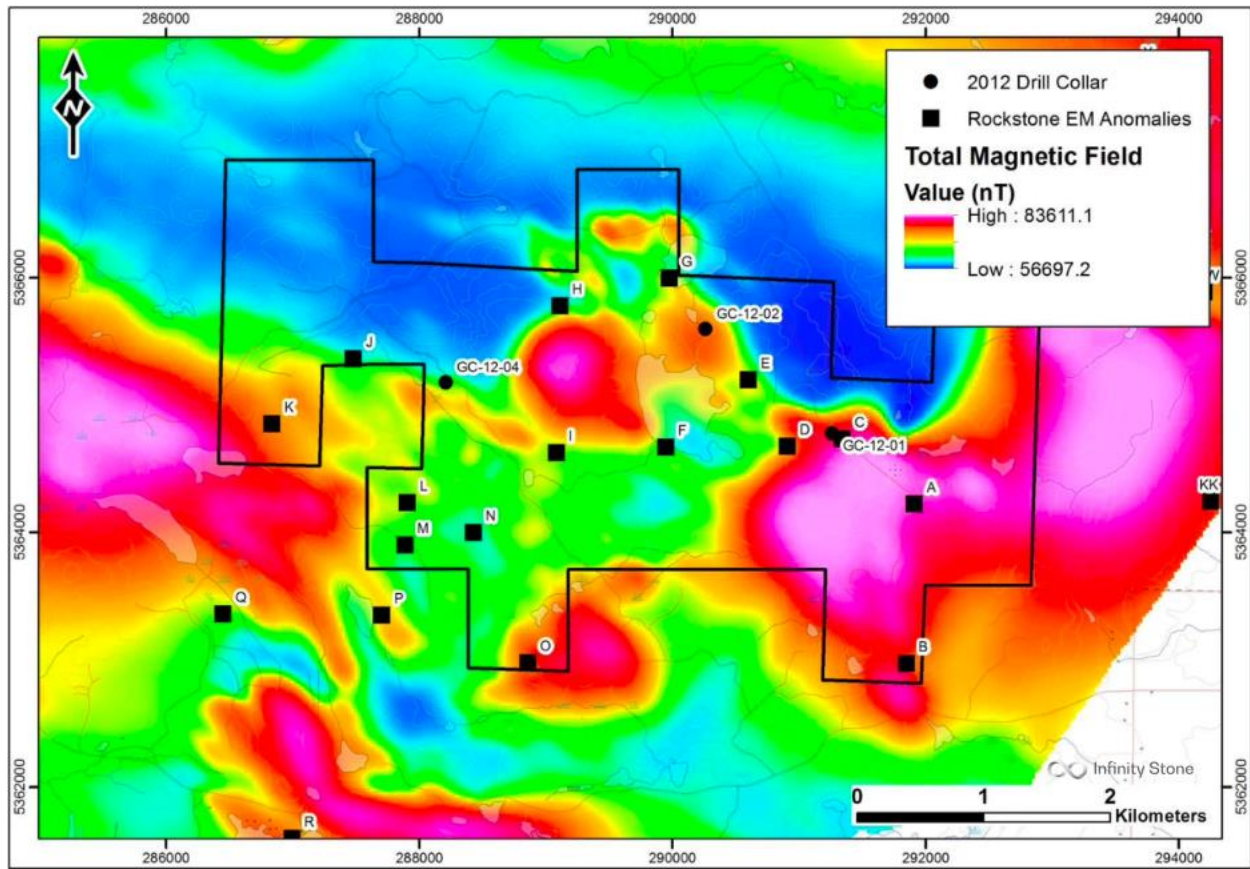 286000 288000 290000 292000 294000
N
2012 Drill Collar
Rockstone EM Anomalies
Total Magnetic Field
Value (nT)
High : 83611.1
Low : 56697.2
5366000 5366000
G
H
GC-12-02
J
GC-12-04
E
K
I
F
D
C
GC-12-01
L
A
KK
5364000 5364000
M
N
Q
P
O
B
5362000 5362000
Infinity Stone
0 1 2
Kilometers
R
286000 288000 290000 292000 294000